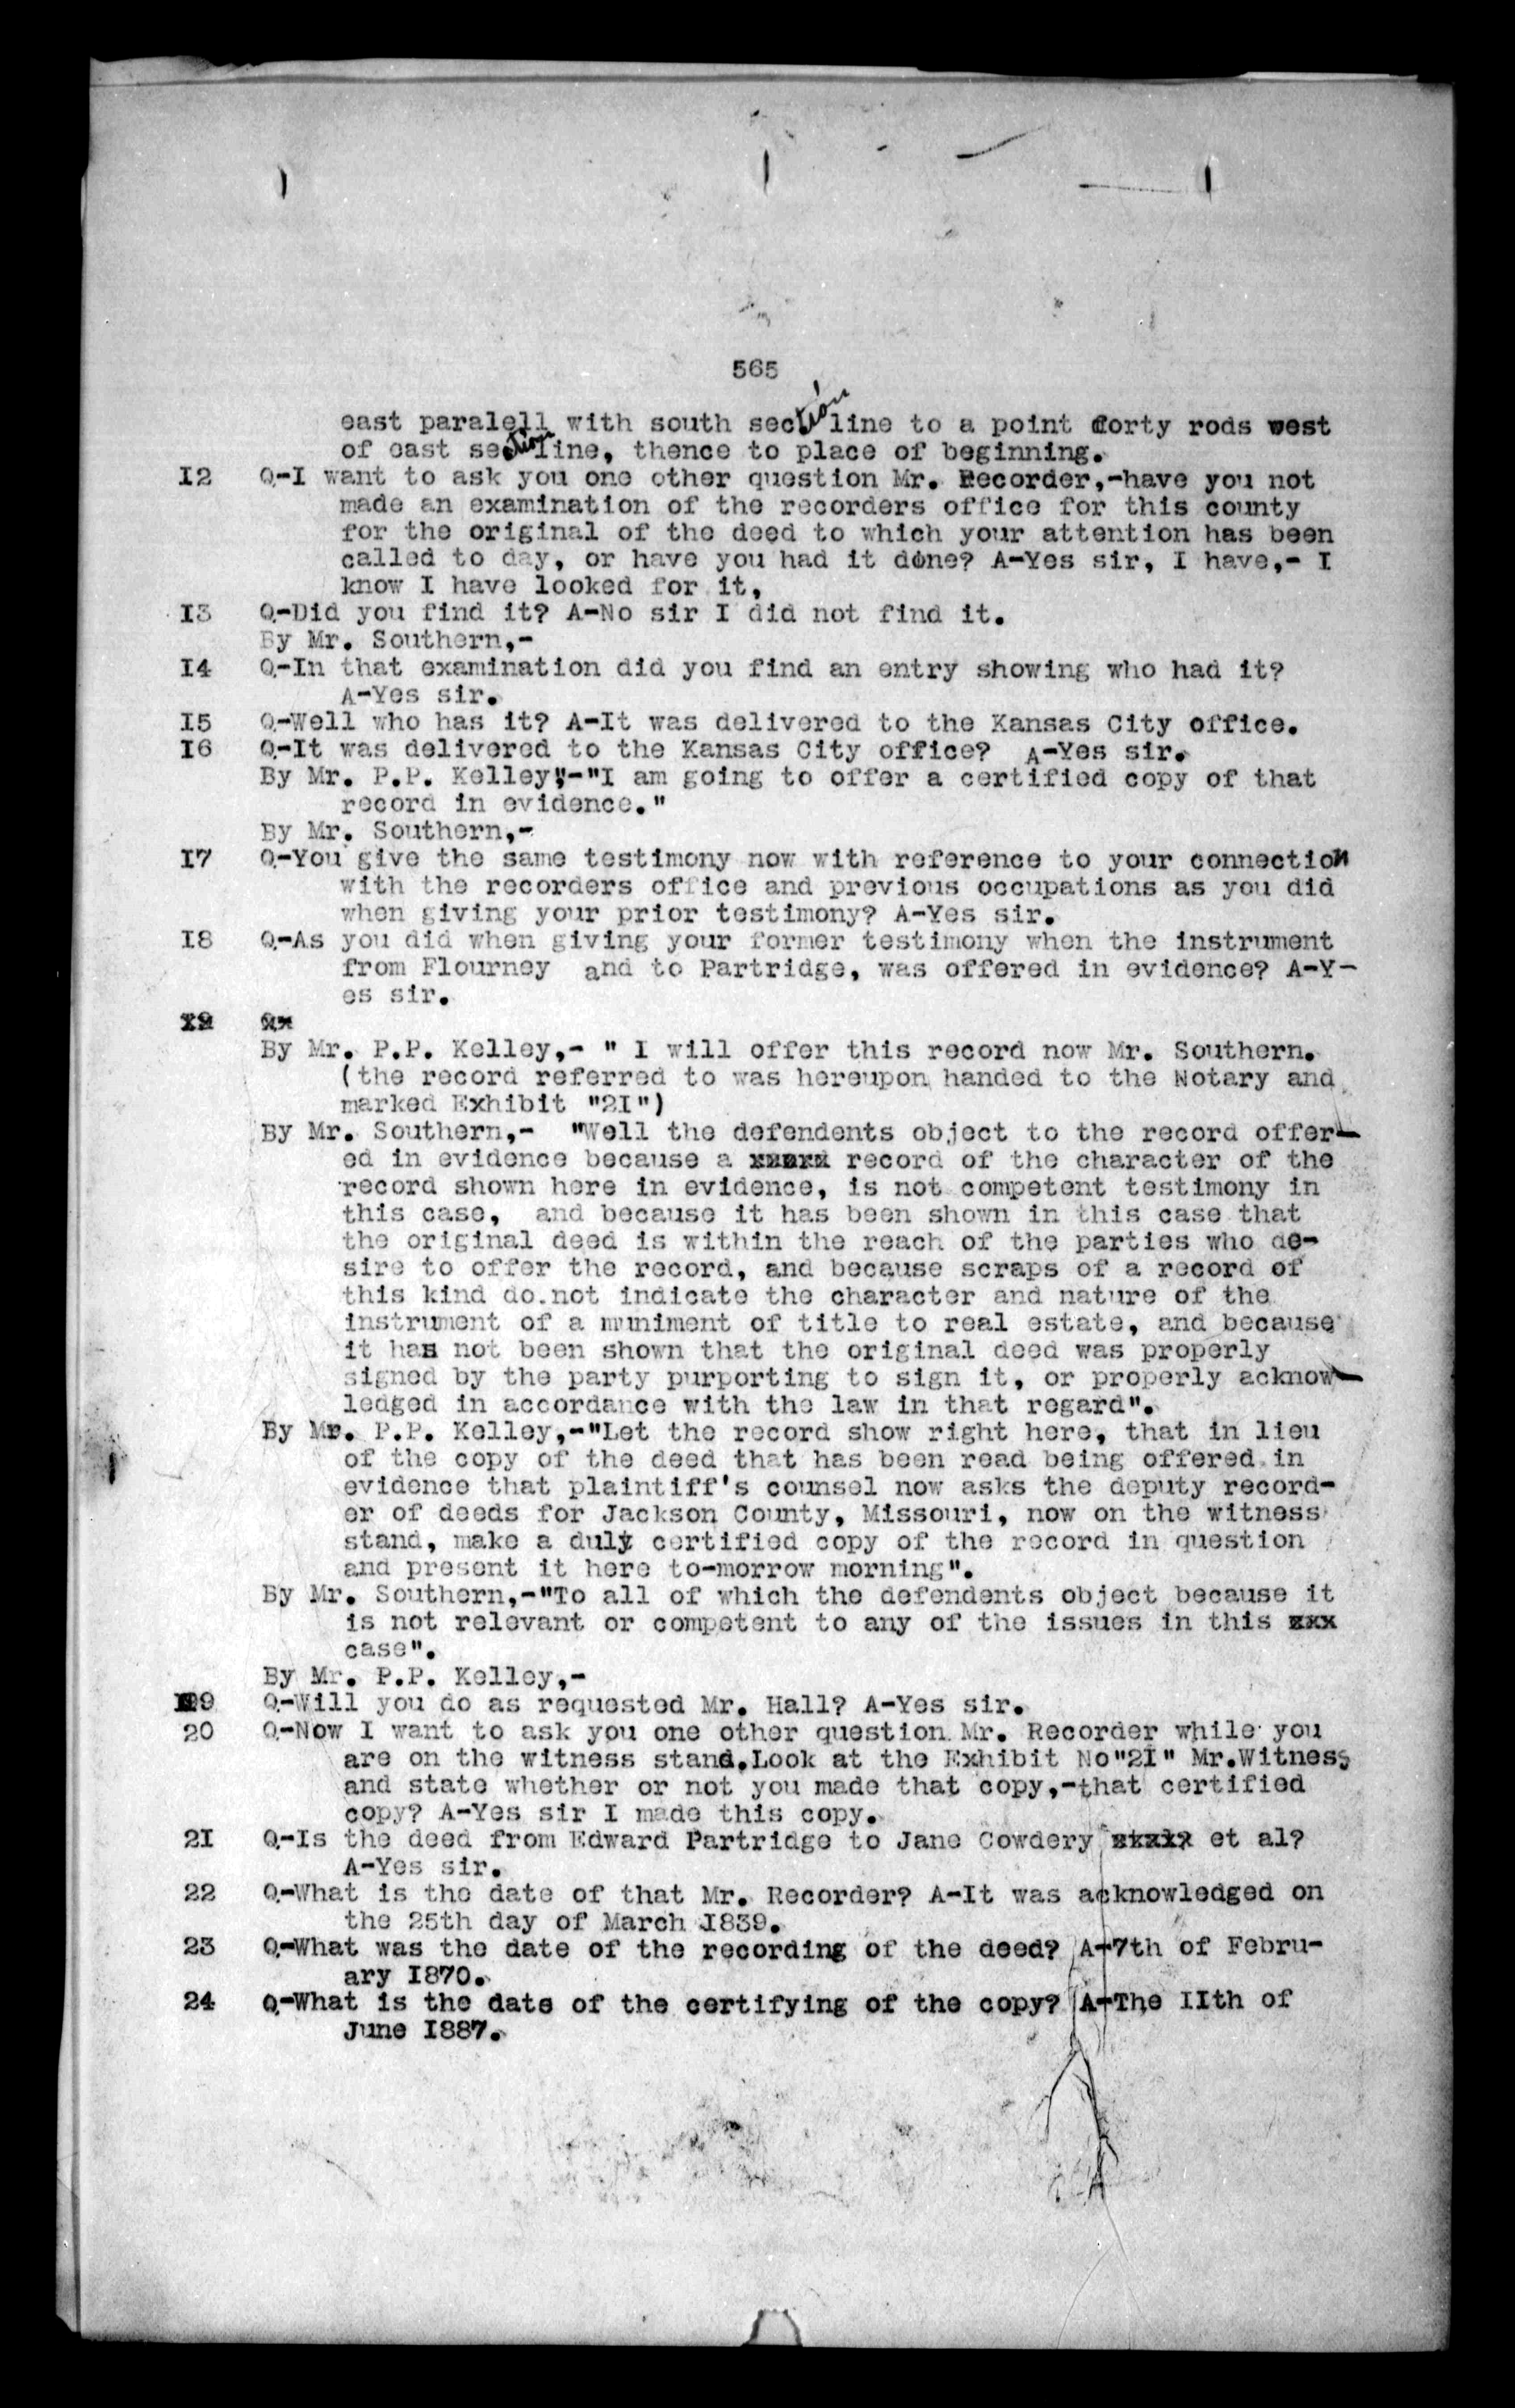 565
east paralell with south section line to a point forty rods west
of east section line, thence to place of beginning.
I2 Q-I want to ask you one other question Mr. Recorder,-have you not
made an examination of the recorders office for this county
for the original of the deed to which your attention has been
called to day, or have you had it done? A-Yes sir, I have,- I
know I have looked for it,
I3 Q-Did you find it? A-No sir I did not find it.
By Mr. Southern,-
I4 Q-In that examination did you find an entry showing who had it?
A-Yes sir.
I5 Q-Well who has it? A-It was delivered to the Kansas City office.
I6 Q-It was delivered to the Kansas City office? A-Yes sir.
By Mr. P.P. Kelley,-"I am going to offer a certified copy of that
record in evidence."
By Mr. Southern,-
I7 Q-You give the same testimony now with reference to your connection
with the recorders office and previous occupations as you did
when giving your prior testimony? A-Yes sir.
I8 Q-As you did when giving your former testimony when the instrument
from Flourney and to Partridge, was offered in evidence? A-Y-
es sir.
By Mr. P.P. Kelley,- " I will offer this record now Mr. Southern.
(the record referred to was hereupon handed to the Notary and
marked Exhibit "2I")
By Mr. Southern,- "Well the defendents object to the record offer-
ed in evidence because a xxxxx record of the character of the
record shown here in evidence, is not competent testimony in
this case, and because it has been shown in this case that
the original deed is within the reach of the parties who de-
sire to offer the record, and because scraps of a record of
this kind do.not indicate the character and nature of the
instrument of a muniment of title to real estate, and because
it has not been shown that the original deed was properly
signed by the party purporting to sign it, or properly acknow-
ledged in accordance with the law in that regard".
By Mr. P.P. Kelley,-"Let the record show right here, that in lieu
of the copy of the deed that has been read being offered in
evidence that plaintiff's counsel now asks the deputy record-
er of deeds for Jackson County, Missouri, now on the witness
stand, make a duly certified copy of the record in question
and present it here to-morrow morning".
By Mr. Southern,-"To all of which the defendents object because it
is not relevant or competent to any of the issues in this xxx
case".
By Mr. P.P. Kelley,-
I9 Q-Will you do as requested Mr. Hall? A-Yes sir.
20 Q-Now I want to ask you one other question Mr. Recorder while you
are on the witness stand.Look at the Exhibit No"2I" Mr.Witness
and state whether or not you made that copy,-that certified
copy? A-Yes sir I made this copy.
2I Q-Is the deed from Edward Partridge to Jane Cowdery et al?
A-Yes sir.
22 Q-What is the date of that Mr. Recorder? A-It was acknowledged on
the 25th day of March I839.
23 Q-What was the date of the recording of the deed? A-7th of Febru-
ary I870.
24 Q-What is the date of the certifying of the copy? A-The IIth of
June I887.